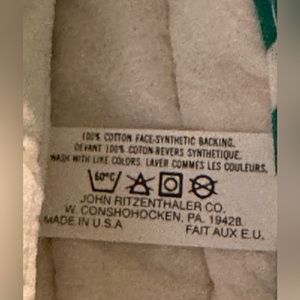 100% COTTON FACE-SYNTHETIC BACKING.
DEVANT 100% COTON-REVERS SYNTHETIQUE.
WASH WITH LIKE COLORS. LAVER COMMES LES COULEURS.
60°C
JOHN RITZENTHALER CO.
W. CONSHOHOCKEN, PA. 19428
MADE IN U.S.A FAIT AUX E.U.